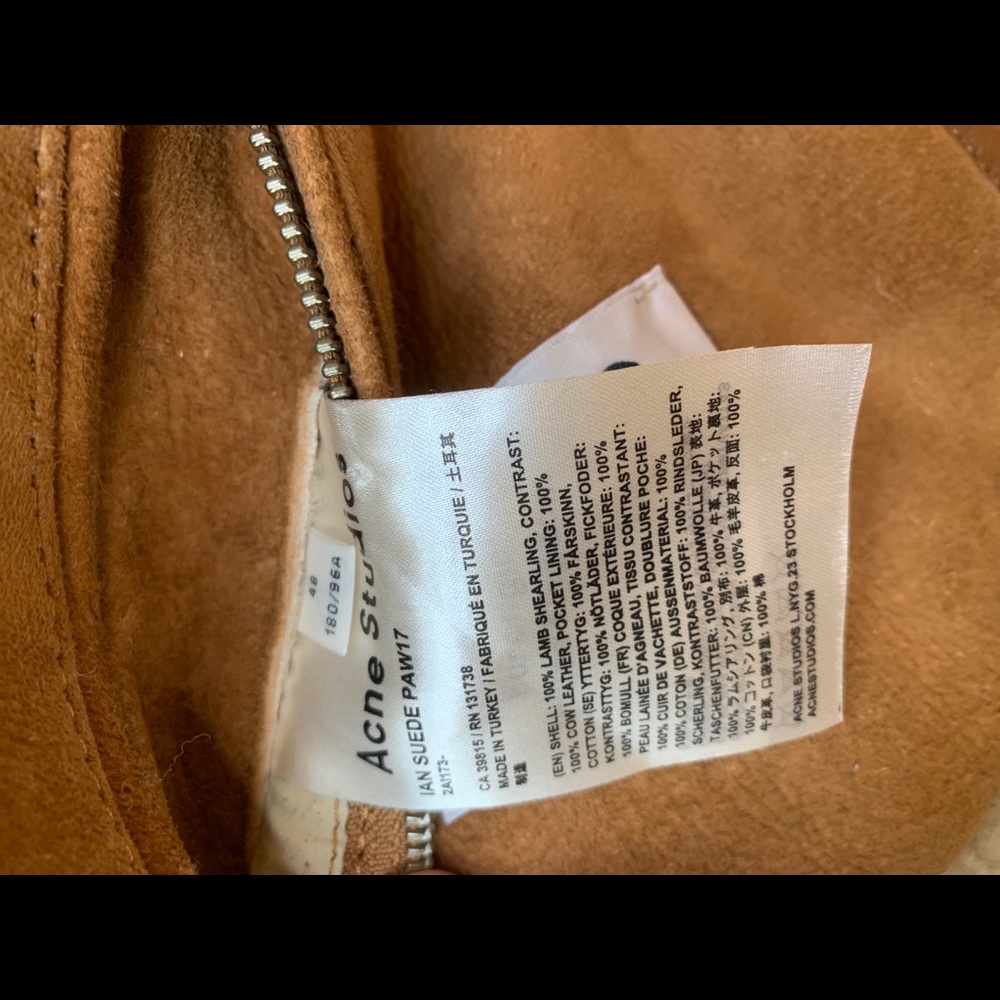 Acne Studios
48
180/96A
IAN SUEDE PAW17
2AI173-
CA 39815 / RN 131738
MADE IN TURKEY / FABRIQUÉ EN TURQUIE / 土耳其
製造
(EN) SHELL: 100% LAMB SHEARLING, CONTRAST:
100% COW LEATHER, POCKET LINING: 100%
COTTON (SE) YTTERTYG: 100% FÅRSKINN,
KONTRASTTYG: 100% NÖTLÄDER, FICKFODER:
100% BOMULL (FR) COQUE EXTÉRIEURE: 100%
PEAU LAINÉE D'AGNEAU, TISSU CONTRASTANT:
100% CUIR DE VACHETTE, DOUBLURE POCHE:
100% COTON (DE) AUSSENMATERIAL: 100%
SCHERLING, KONTRASTSTOFF: 100% RINDSLEDER,
TASCHENFUTTER: 100% BAUMWOLLE (JP) 表地:
100% ラムシアリング, 別布: 100% 牛革, ポケット裏地:
100% コットン (CN) 外层: 100% 毛羊皮革, 反面: 100%
牛皮革, 口袋衬里: 100% 棉
ACNE STUDIOS L.NYG.23 STOCKHOLM
ACNESTUDIOS.COM